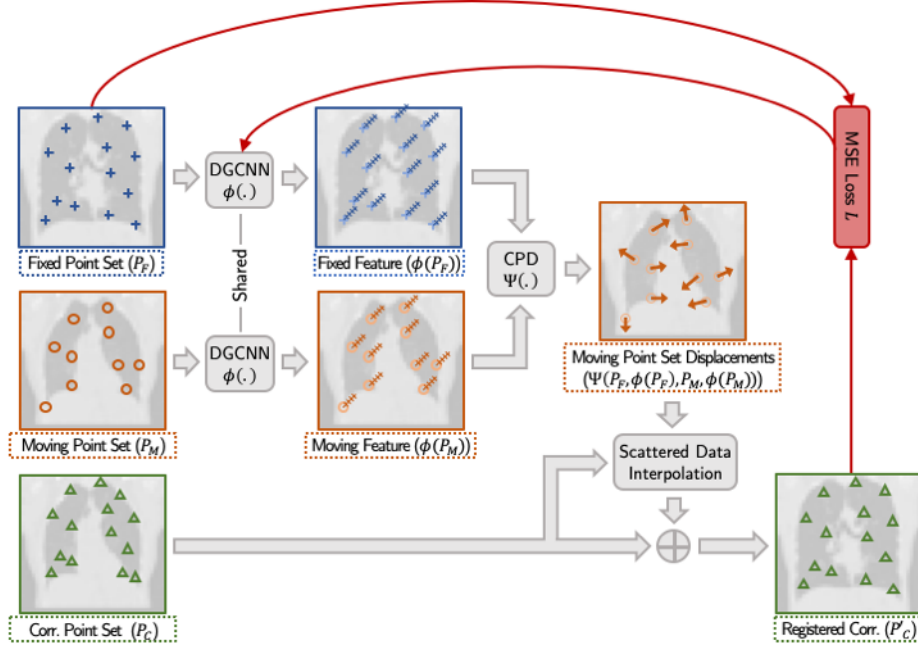 DGCNN
ϕ(.)
MSE Loss L
Fixed Point Set (P_F)
Fixed Feature (ϕ(P_F))
Shared
CPD
Ψ(.)
DGCNN
ϕ(.)
Moving Point Set Displacements
(Ψ(P_F, ϕ(P_F), P_M, ϕ(P_M)))
Moving Point Set (P_M)
Moving Feature (ϕ(P_M))
Scattered Data
Interpolation
Corr. Point Set (P_C)
Registered Corr. (P'_C)